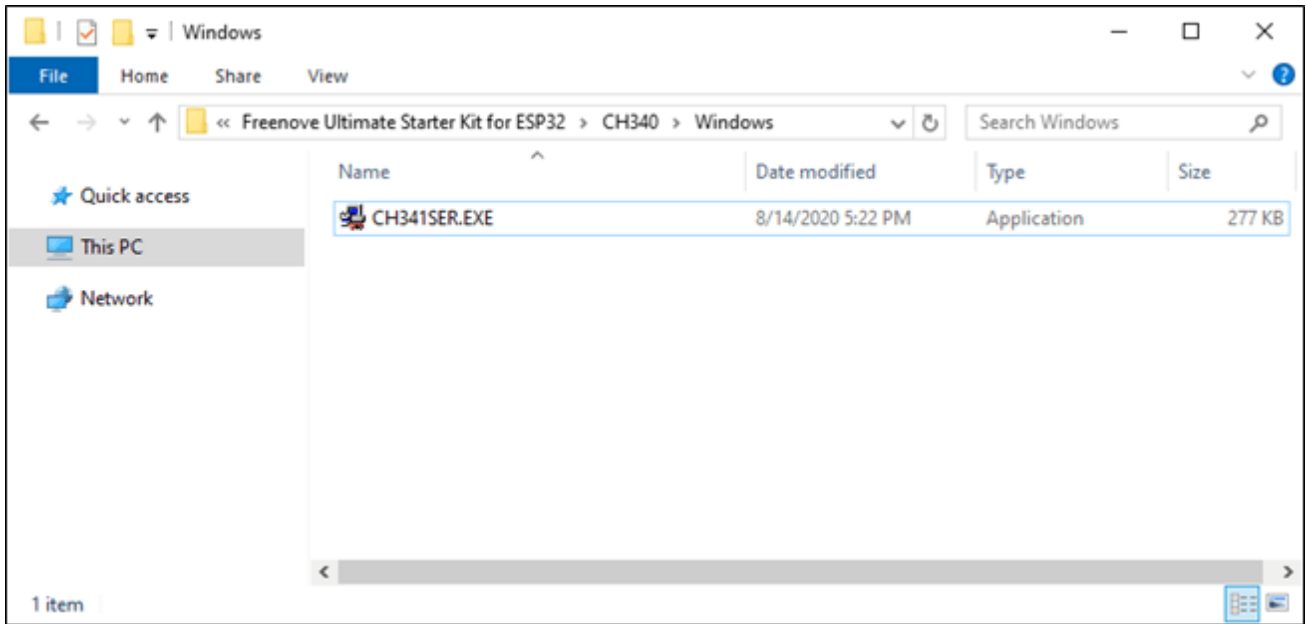 Windows
File Home Share View
« Freenove Ultimate Starter Kit for ESP32 > CH340 > Windows Search Windows
Name Date modified Type Size
Quick access
CH341SER.EXE 8/14/2020 5:22 PM Application 277 KB
This PC
Network
1 item